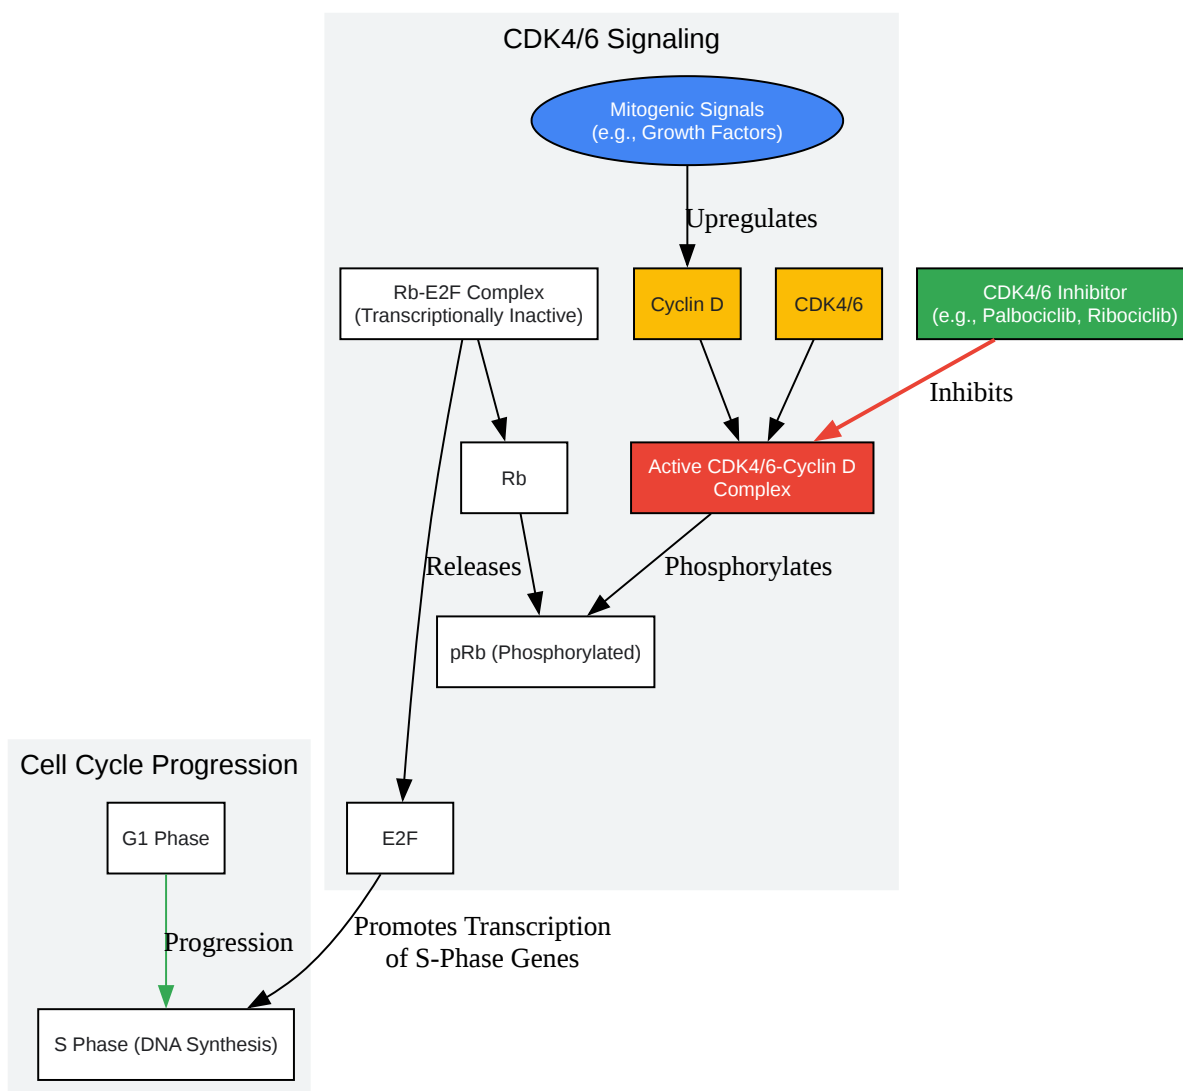 CDK4/6 Signaling
Mitogenic Signals
(e.g., Growth Factors)
Upregulates
Rb-E2F Complex
(Transcriptionally Inactive)
Cyclin D
CDK4/6
CDK4/6 Inhibitor
(e.g., Palbociclib, Ribociclib)
Inhibits
Rb
Active CDK4/6-Cyclin D
Complex
Releases
Phosphorylates
pRb (Phosphorylated)
Cell Cycle Progression
G1 Phase
E2F
Progression
Promotes Transcription
of S-Phase Genes
S Phase (DNA Synthesis)